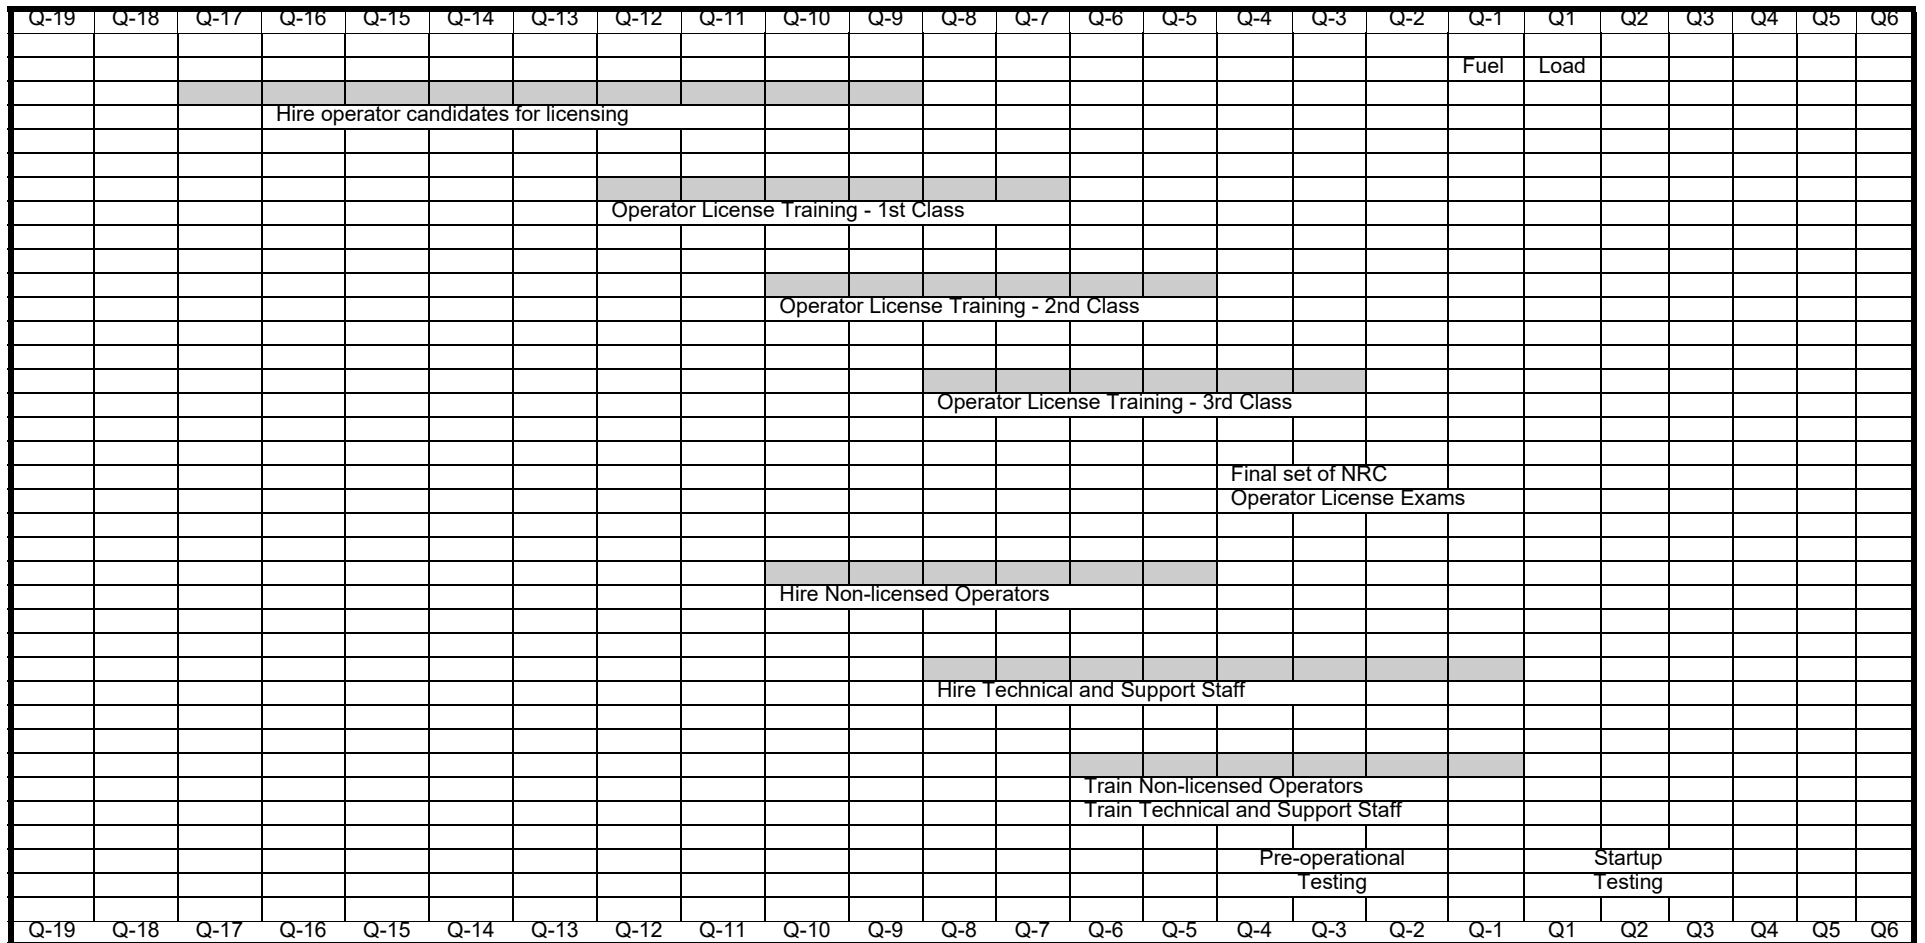 Q-19 Q-18 Q-17 Q-16 Q-15 Q-14 Q-13 Q-12 Q-11 Q-10 Q-9 Q-8 Q-7 Q-6 Q-5 Q-4 Q-3 Q-2 Q-1 Q1 Q2 Q3 Q4 Q5 Q6
Fuel Load
Hire operator candidates for licensing
Operator License Training - 1st Class
Operator License Training - 2nd Class
Operator License Training - 3rd Class
Final set of NRC
Operator License Exams
Hire Non-licensed Operators
Hire Technical and Support Staff
Train Non-licensed Operators
Train Technical and Support Staff
Pre-operational Startup
Testing Testing
Q-19 Q-18 Q-17 Q-16 Q-15 Q-14 Q-13 Q-12 Q-11 Q-10 Q-9 Q-8 Q-7 Q-6 Q-5 Q-4 Q-3 Q-2 Q-1 Q1 Q2 Q3 Q4 Q5 Q6